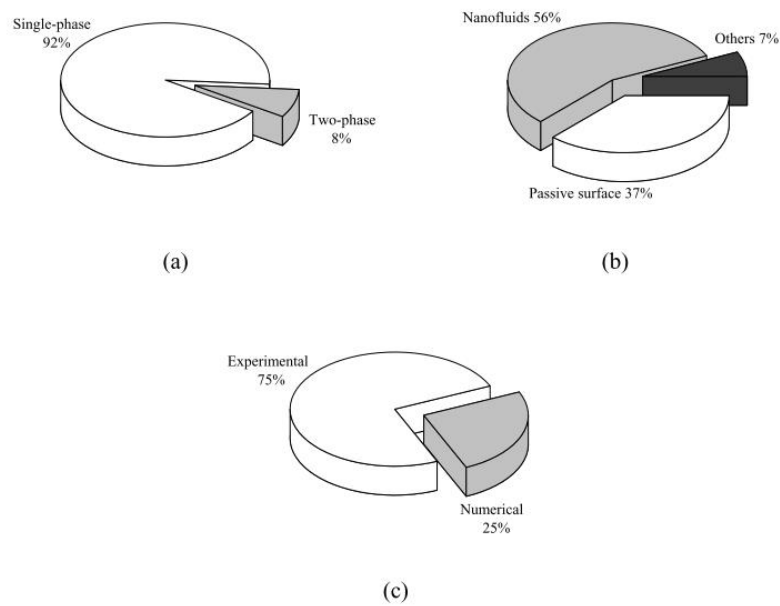 Single-phase
92%
Two-phase
8%
(a)
Nanofluids 56%
Others 7%
Passive surface 37%
(b)
Experimental
75%
Numerical
25%
(c)